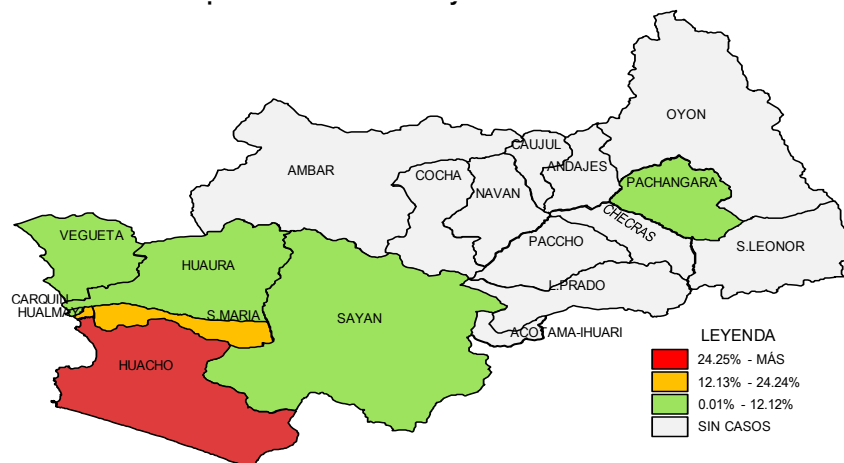 OYON
CAUJUL
AMBAR
ANDAJES
COCHA
PACHANGARA
NAVAN
CHECRAS
VEGUETA
PACCHO
S.LEONOR
HUAURA
L.PRADO
CARQUIN
HUALMAY
S.MARIA
SAYAN
ACOTAMA-IHUARI
HUACHO
LEYENDA
24.25% - MÁS
12.13% - 24.24%
0.01% - 12.12%
SIN CASOS